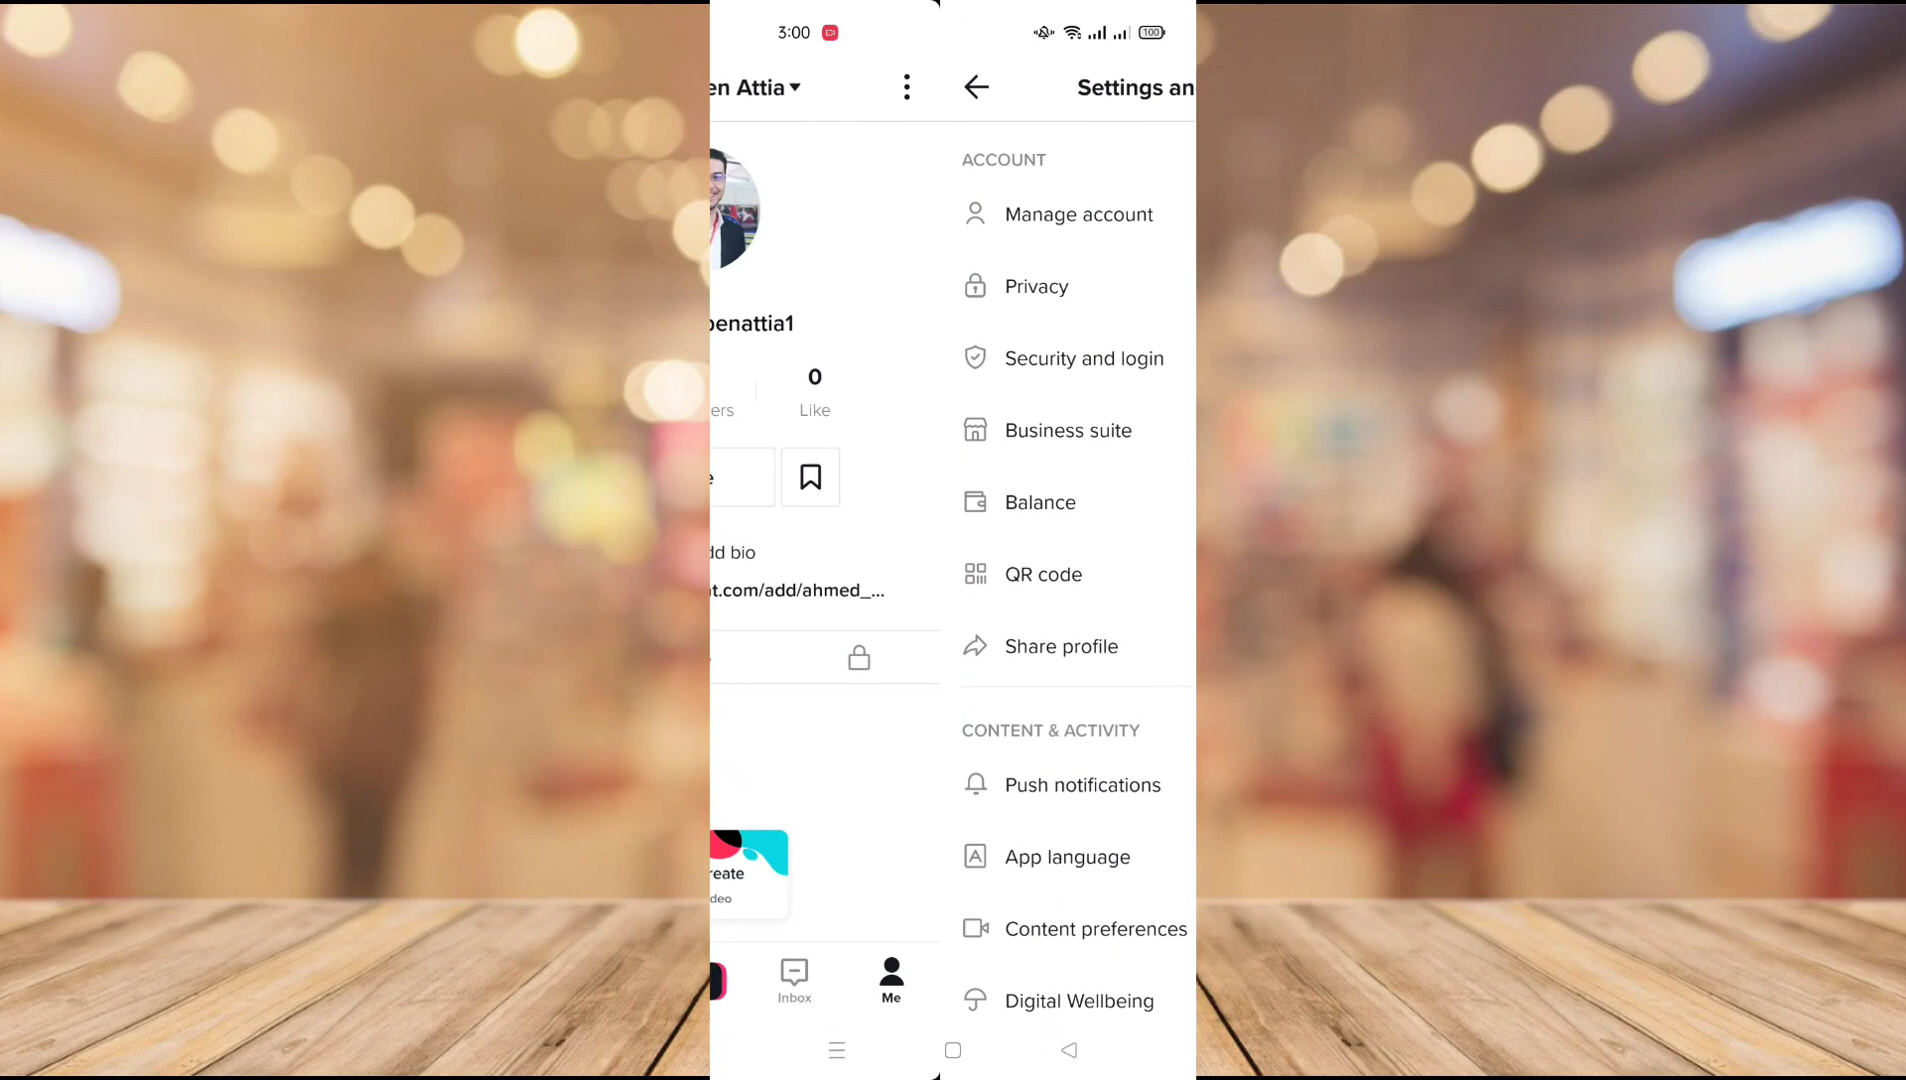 3:00
100
en Attia
Settings an
ACCOUNT
Manage account
Privacy
benattia1
Security and login
0
ers
Like
Business suite
e
Balance
dd bio
QR code
t.com/add/ahmed_...
Share profile
CONTENT & ACTIVITY
Push notifications
App language
reate
deo
Content preferences
Inbox
Me
Digital Wellbeing